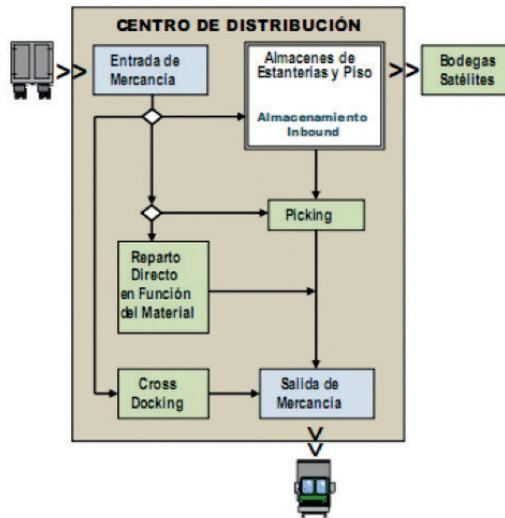 CENTRO DE DISTRIBUCIÓN
Entrada de
Mercancía
Almacenes de
Estanterías y Piso
Almacenamiento
Inbound
Bodegas
Satélites
Picking
Reparto
Directo
en Función
del Material
Cross
Docking
Salida de
Mercancía